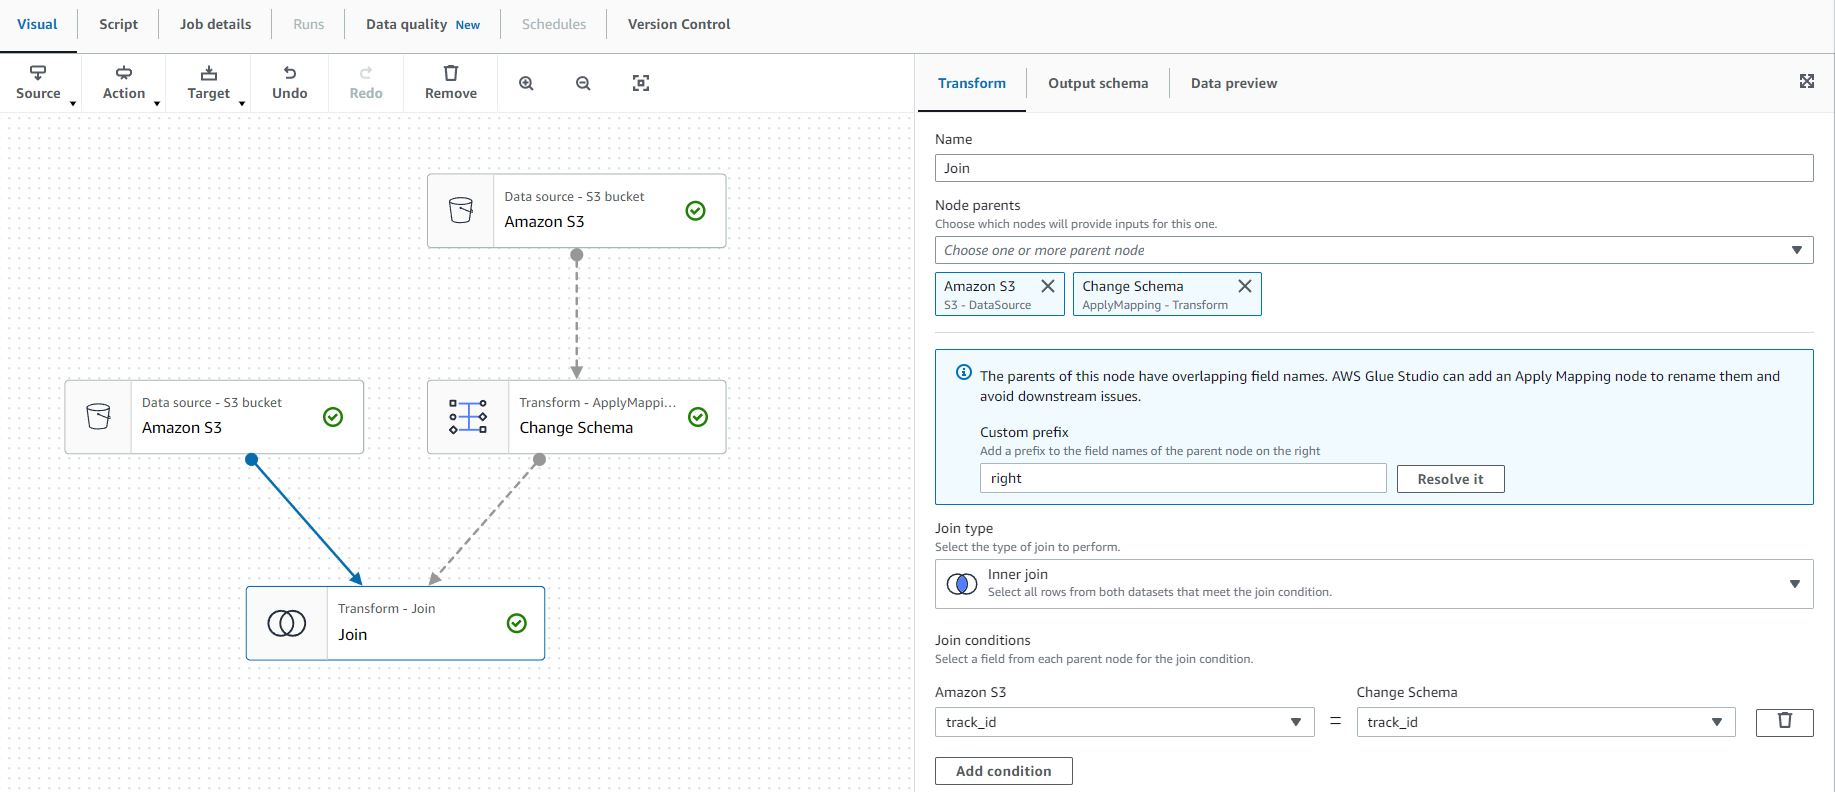 Visual
Script
Job details
Runs
Data quality New
Schedules
Version Control
Source
Action
Target
Undo
Redo
Remove
Data source - S3 bucket
Amazon S3
Data source - S3 bucket
Amazon S3
Transform - ApplyMappi...
Change Schema
Transform - Join
Join
Transform
Output schema
Data preview
Name
Join
Node parents
Choose which nodes will provide inputs for this one.
Choose one or more parent node
Amazon S3
S3 - DataSource
Change Schema
ApplyMapping - Transform
The parents of this node have overlapping field names. AWS Glue Studio can add an Apply Mapping node to rename them and
avoid downstream issues.
Custom prefix
Add a prefix to the field names of the parent node on the right
right
Resolve it
Join type
Select the type of join to perform.
Inner join
Select all rows from both datasets that meet the join condition.
Join conditions
Select a field from each parent node for the join condition.
Amazon S3
Change Schema
track_id = track_id
Add condition